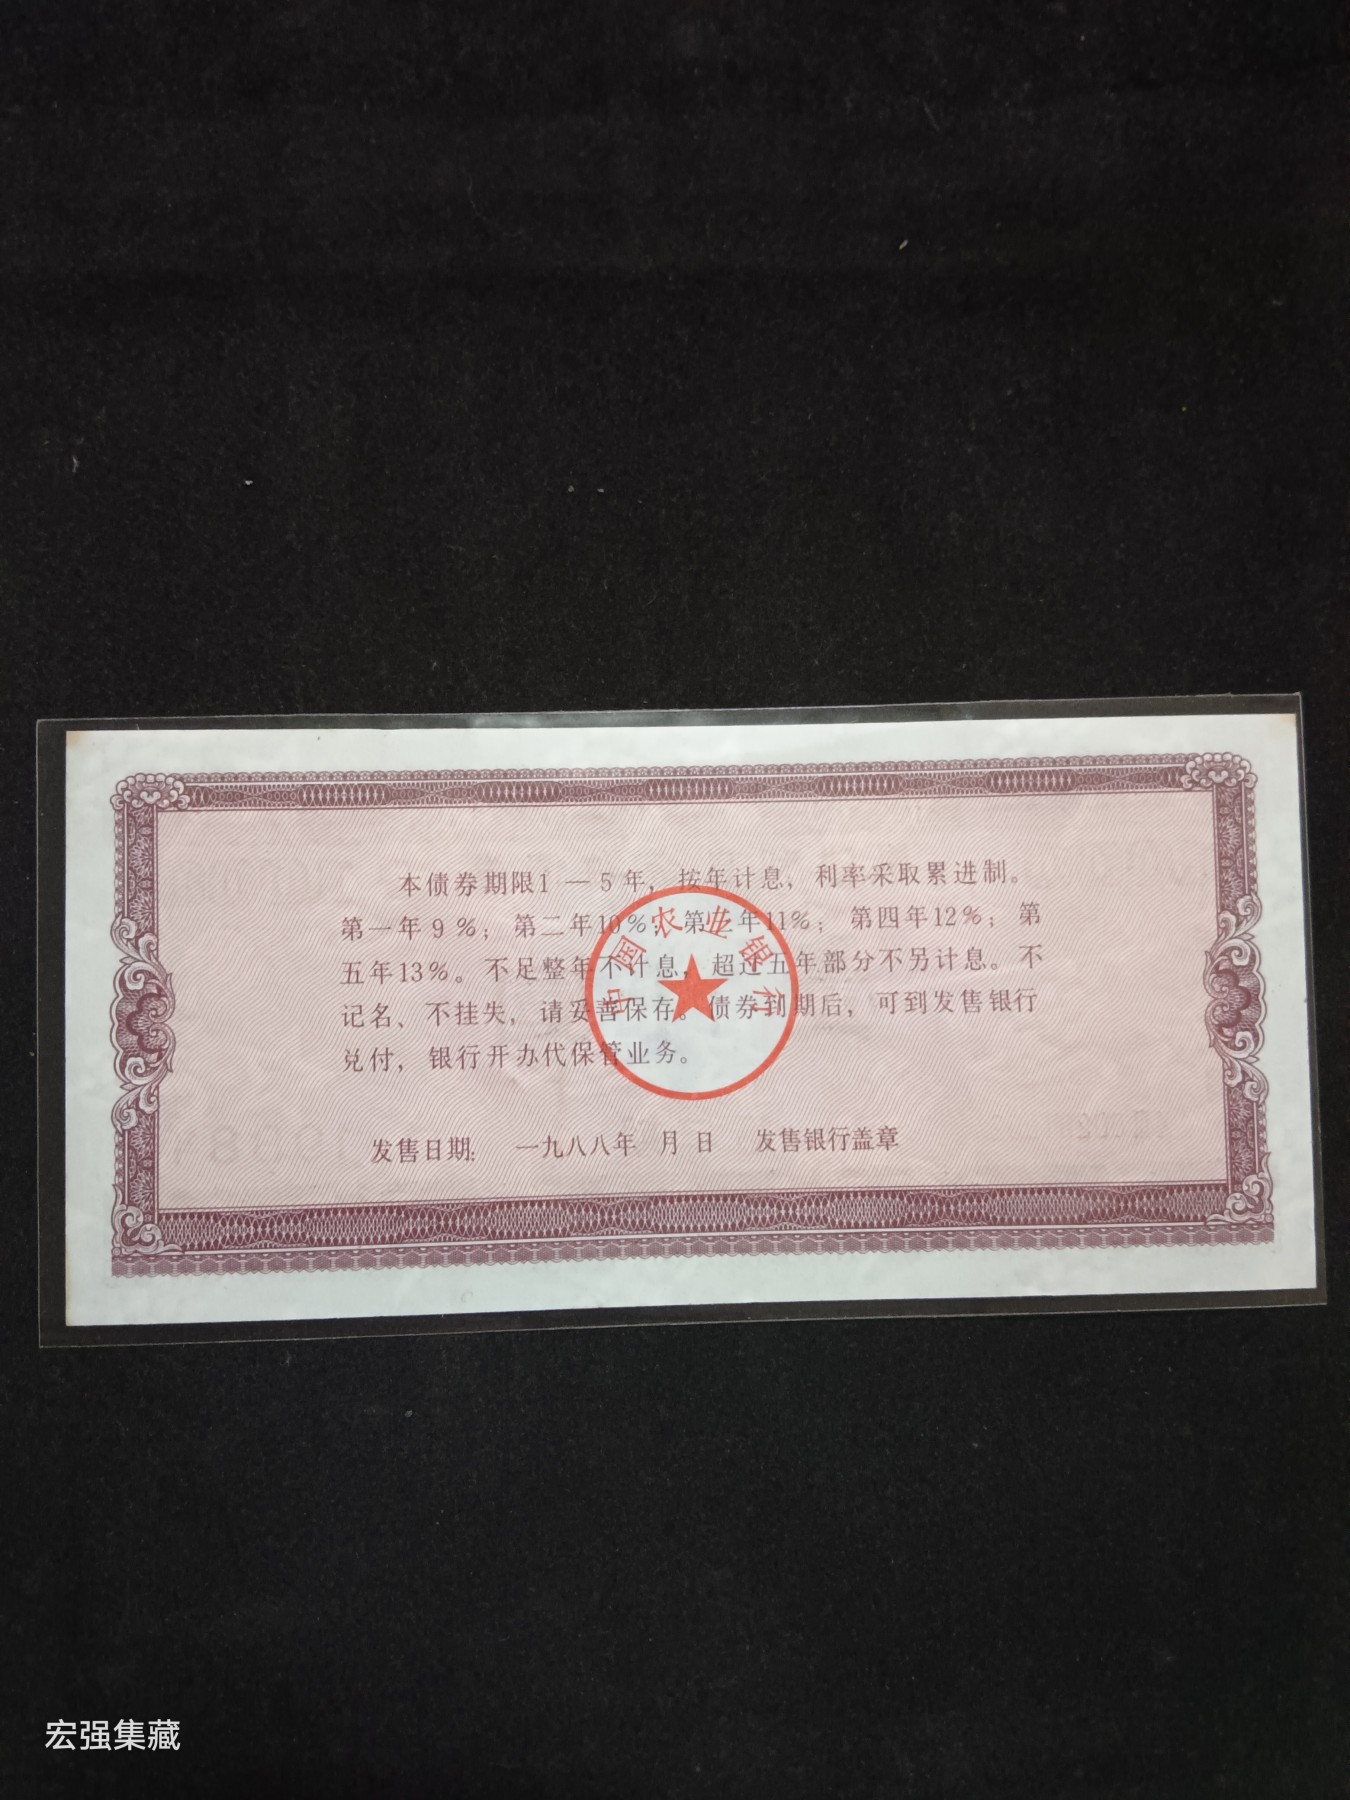 本债券期限1—5年，按年计息，利率采取累进制。
第一年9%；第二年10%；第三年11%；第四年12%；第
五年13%。不足整年不计息，超过五年部分不另计息。不
记名、不挂失，请妥善保存。债券到期后，可到发售银行
兑付，银行开办代保管业务。
中国农业银行
发售日期：一九八八年 月 日 发售银行盖章
宏强集藏